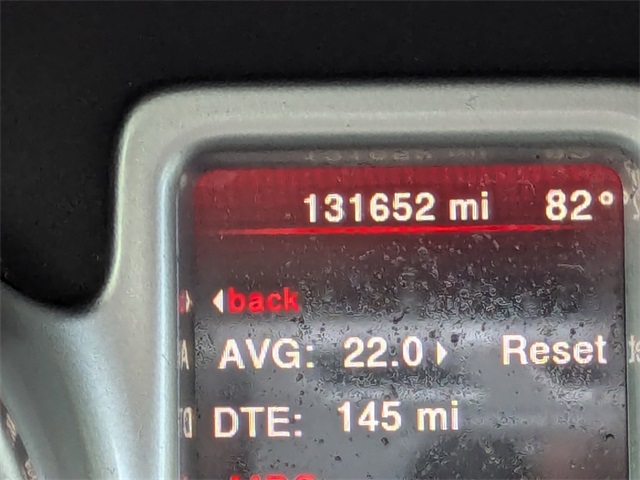 131652 mi 82°
back
AVG: 22.0 Reset
DTE: 145 mi